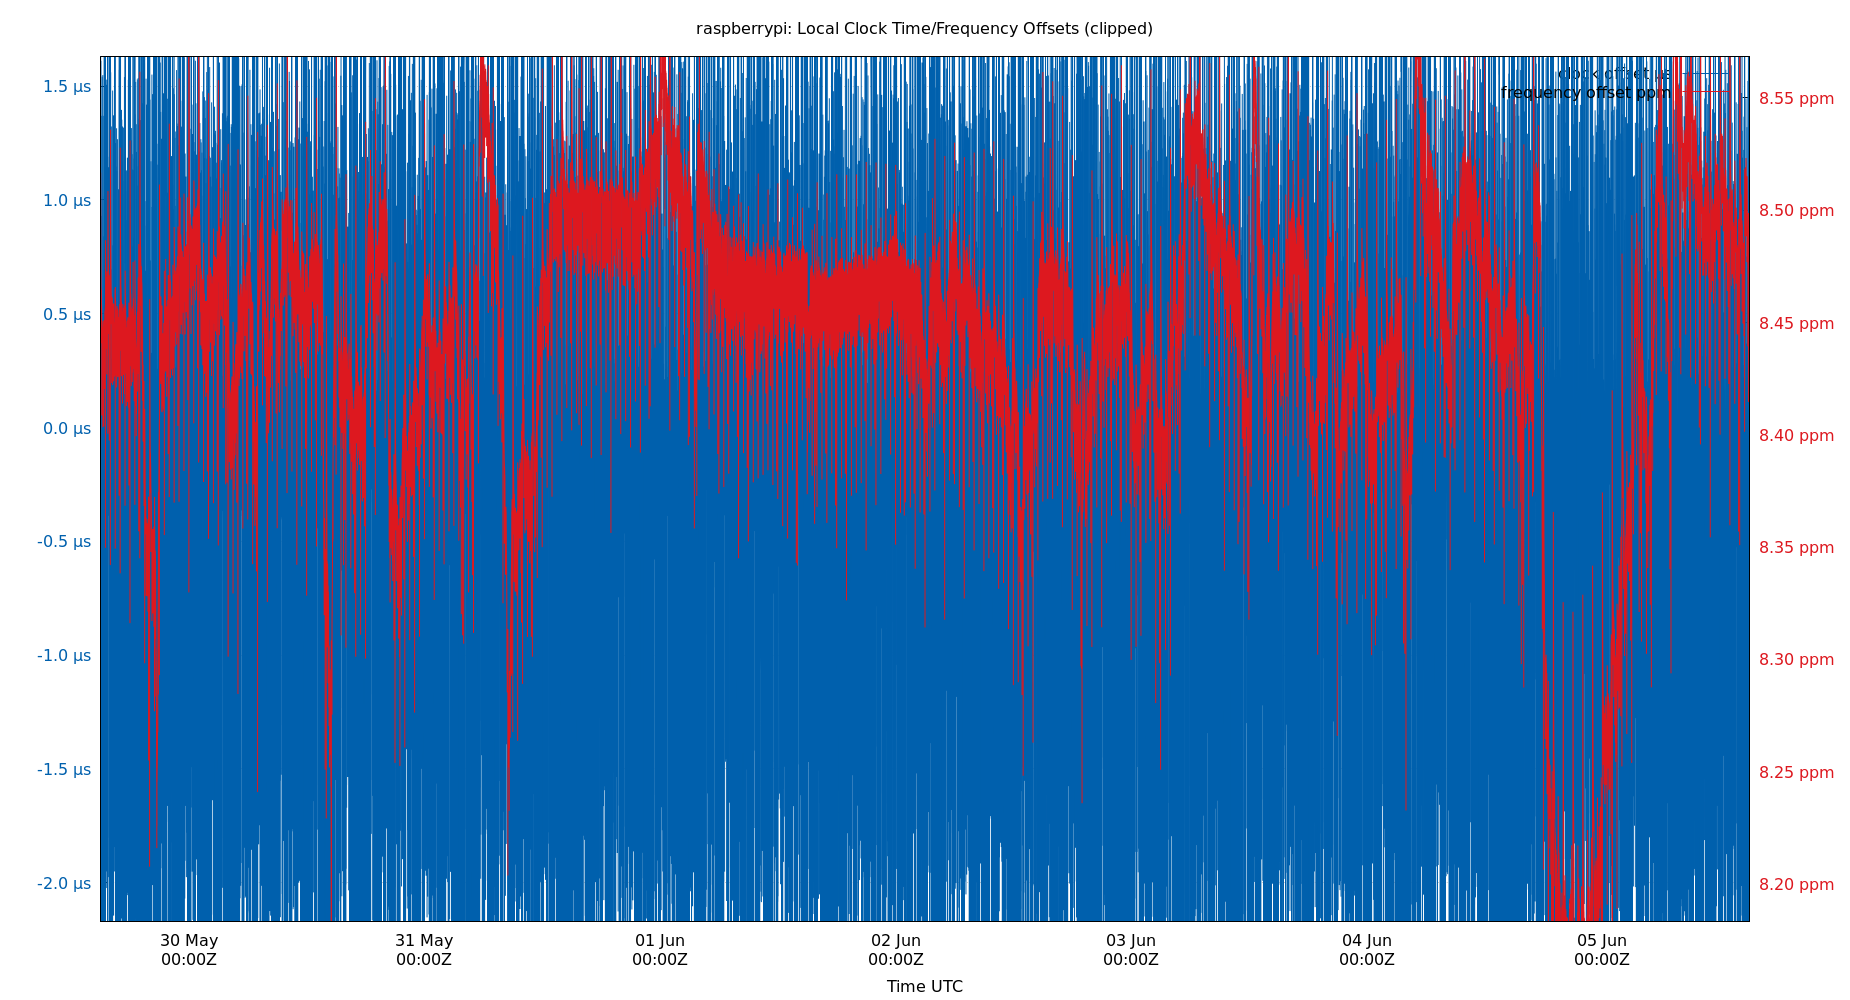 raspberrypi: Local Clock Time/Frequency Offsets (clipped)
clock offset µs
frequency offset ppm
1.5 µs
1.0 µs
0.5 µs
0.0 µs
-0.5 µs
-1.0 µs
-1.5 µs
-2.0 µs
8.55 ppm
8.50 ppm
8.45 ppm
8.40 ppm
8.35 ppm
8.30 ppm
8.25 ppm
8.20 ppm
30 May 31 May 01 Jun 02 Jun 03 Jun 04 Jun 05 Jun
00:00Z 00:00Z 00:00Z 00:00Z 00:00Z 00:00Z 00:00Z
Time UTC